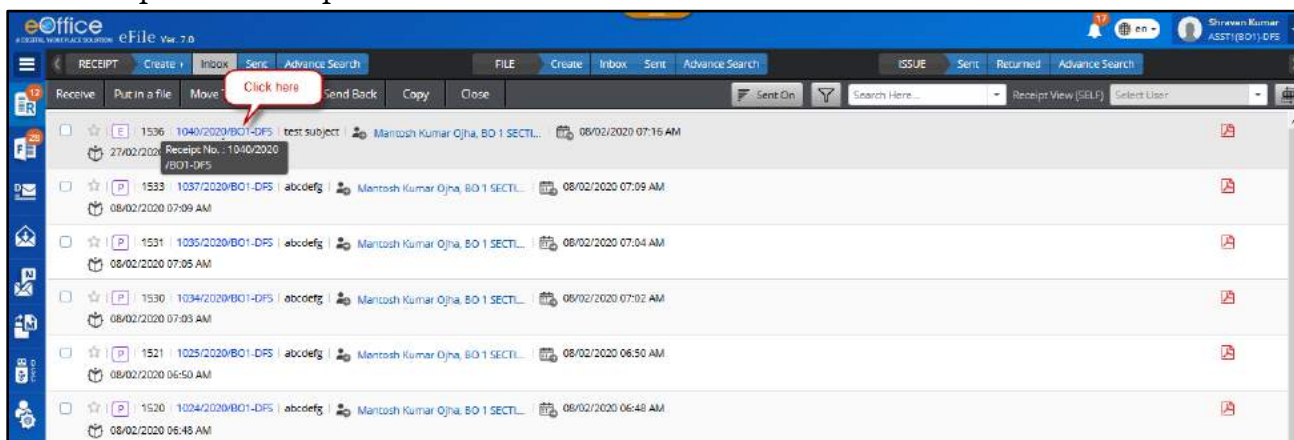 eOffice eFile Ver. 7.0
A DIGITAL WORKPLACE SOLUTION
17 en Shravan Kumar
ASST1(BO1)-DFS
RECEIPT Create Inbox Sent Advance Search FILE Create Inbox Sent Advance Search ISSUE Sent Returned Advance Search
Receive Put in a file Move T Click here Send Back Copy Close Sent On Search Here... Receipt View (SELF) Select User
12 R
E 1536 1040/2020/BO1-DFS test subject Mantosh Kumar Ojha, BO 1 SECTI... 08/02/2020 07:16 AM
27/02/202 Receipt No. : 1040/2020
/BO1-DFS
28 F
P 1533 1037/2020/BO1-DFS abcdefg Mantosh Kumar Ojha, BO 1 SECTI... 08/02/2020 07:09 AM
08/02/2020 07:09 AM
P 1531 1035/2020/BO1-DFS abcdefg Mantosh Kumar Ojha, BO 1 SECTI... 08/02/2020 07:04 AM
08/02/2020 07:05 AM
P 1530 1034/2020/BO1-DFS abcdefg Mantosh Kumar Ojha, BO 1 SECTI... 08/02/2020 07:02 AM
08/02/2020 07:03 AM
P 1521 1025/2020/BO1-DFS abcdefg Mantosh Kumar Ojha, BO 1 SECTI... 08/02/2020 06:50 AM
08/02/2020 06:50 AM
P 1520 1024/2020/BO1-DFS abcdefg Mantosh Kumar Ojha, BO 1 SECTI... 08/02/2020 06:48 AM
08/02/2020 06:48 AM